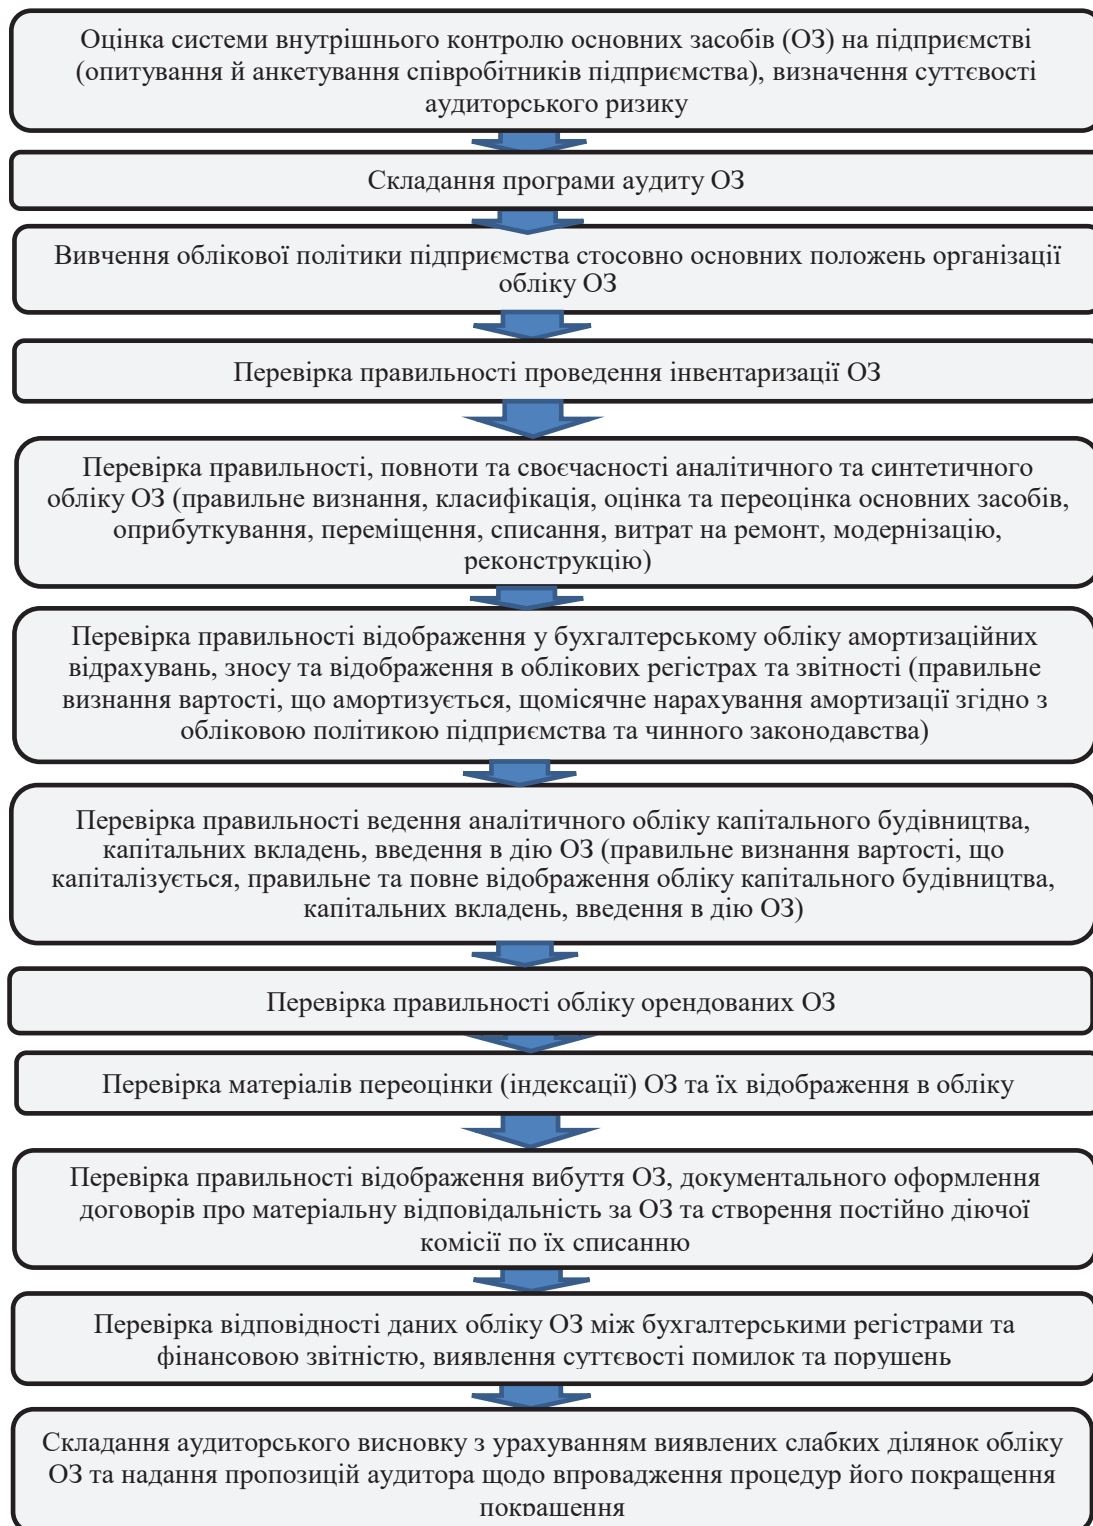 Оцінка системи внутрішнього контролю основних засобів (ОЗ) на підприємстві
(опитування й анкетування співробітників підприємства), визначення суттєвості
аудиторського ризику
Складання програми аудиту ОЗ
Вивчення облікової політики підприємства стосовно основних положень організації
обліку ОЗ
Перевірка правильності проведення інвентаризації ОЗ
Перевірка правильності, повноти та своєчасності аналітичного та синтетичного
обліку ОЗ (правильне визнання, класифікація, оцінка та переоцінка основних засобів,
оприбуткування, переміщення, списання, витрат на ремонт, модернізацію,
реконструкцію)
Перевірка правильності відображення у бухгалтерському обліку амортизаційних
відрахувань, зносу та відображення в облікових регістрах та звітності (правильне
визнання вартості, що амортизується, щомісячне нарахування амортизації згідно з
обліковою політикою підприємства та чинного законодавства)
Перевірка правильності ведення аналітичного обліку капітального будівництва,
капітальних вкладень, введення в дію ОЗ (правильне визнання вартості, що
капіталізується, правильне та повне відображення обліку капітального будівництва,
капітальних вкладень, введення в дію ОЗ)
Перевірка правильності обліку орендованих ОЗ
Перевірка матеріалів переоцінки (індексації) ОЗ та їх відображення в обліку
Перевірка правильності відображення вибуття ОЗ, документального оформлення
договорів про матеріальну відповідальність за ОЗ та створення постійно діючої
комісії по їх списанню
Перевірка відповідності даних обліку ОЗ між бухгалтерськими регістрами та
фінансовою звітністю, виявлення суттєвості помилок та порушень
Складання аудиторського висновку з урахуванням виявлених слабких ділянок обліку
ОЗ та надання пропозицій аудитора щодо впровадження процедур його покращення
покращення